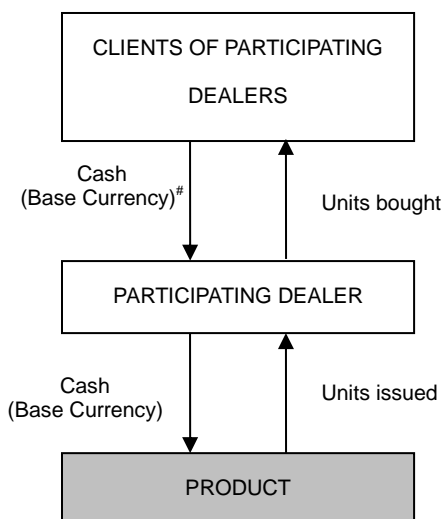 CLIENTS OF PARTICIPATING
DEALERS
Cash
(Base Currency)#
Units bought
PARTICIPATING DEALER
Cash
(Base Currency)
Units issued
PRODUCT